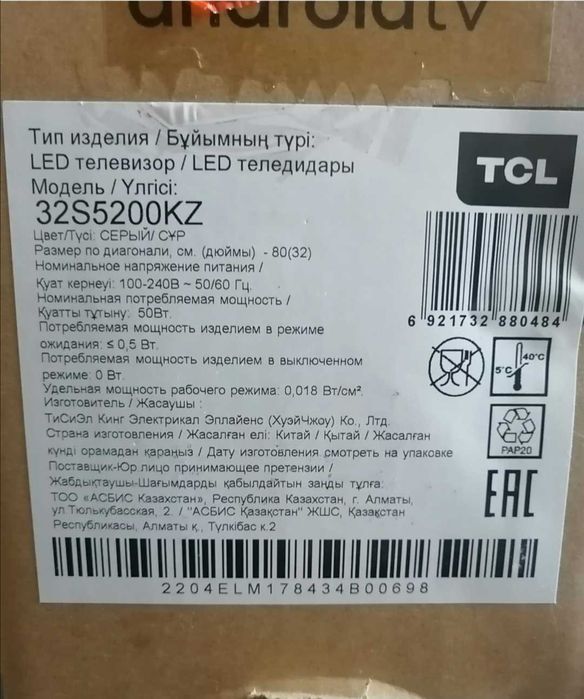 androidtv
Тип изделия / Бұйымның түрі:
LED телевизор / LED теледидары
Модель / Үлгісі:
32S5200KZ
Цвет/Түсі: СЕРЫЙ/ СҰР
Размер по диагонали, см. (дюймы) - 80(32)
Номинальное напряжение питания /
Қуат кернеуі: 100-240В ~ 50/60 Гц.
Номинальная потребляемая мощность /
Қуатты тұтыну: 50Вт.
Потребляемая мощность изделием в режиме
ожидания: ≤ 0,5 Вт.
Потребляемая мощность изделием в выключенном
режиме: 0 Вт.
Удельная мощность рабочего режима: 0,018 Вт/см².
Изготовитель / Жасаушы :
ТиСиЭл Кинг Электрикал Эплайенс (ХуэйЧжоу) Ко., Лтд.
Страна изготовления / Жасалған елі: Китай / Қытай / Жасалған
күнді орамадан қараңыз / Дату изготовления смотреть на упаковке
Поставщик-Юр лицо принимающее претензии /
Жабдықтаушы-Шағымдарды қабылдайтын заңды тұлға:
ТОО «АСБИС Казахстан», Республика Казахстан, г. Алматы,
ул.Тюлькубасская, 2. / "АСБИС Қазақстан" ЖШС, Қазақстан
Республикасы, Алматы қ., Түлкібас к.2
TCL
6 921732 880484
5°C 40°C
PAP20
EAC
2204ELM178434B00698